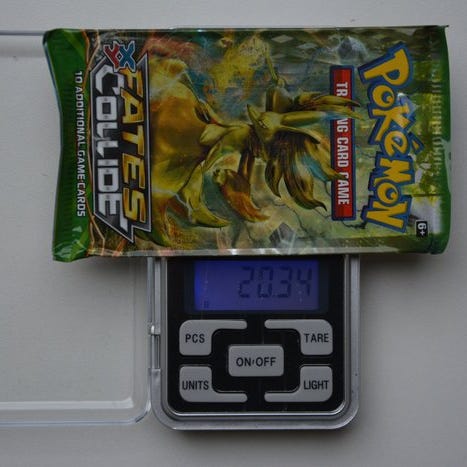 POKéMON
TRADING CARD GAME
XY
FATES
COLLIDE
10 ADDITIONAL GAME CARDS
6+
20.34
PCS
TARE
ON/OFF
UNITS
LIGHT